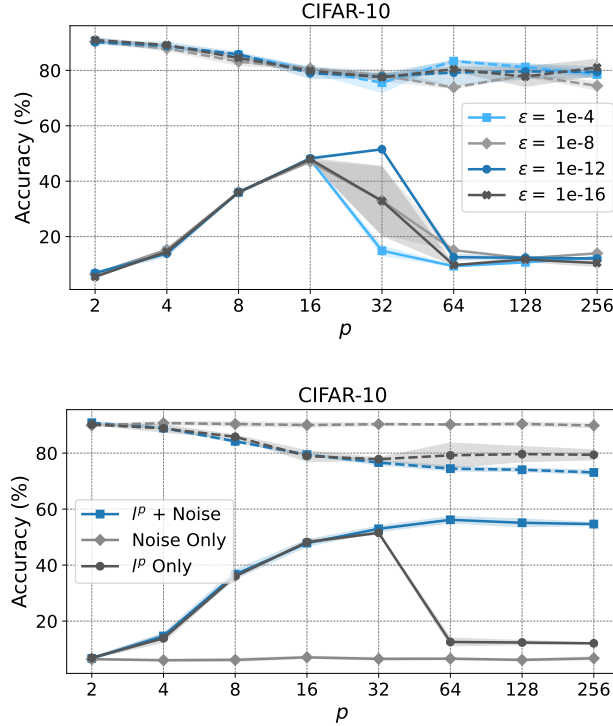 CIFAR-10
Accuracy (%)
80
60
40
20
ε = 1e-4
ε = 1e-8
ε = 1e-12
ε = 1e-16
2 4 8 16 32 64 128 256
p
CIFAR-10
Accuracy (%)
80
60
40
20
l^p + Noise
Noise Only
l^p Only
2 4 8 16 32 64 128 256
p